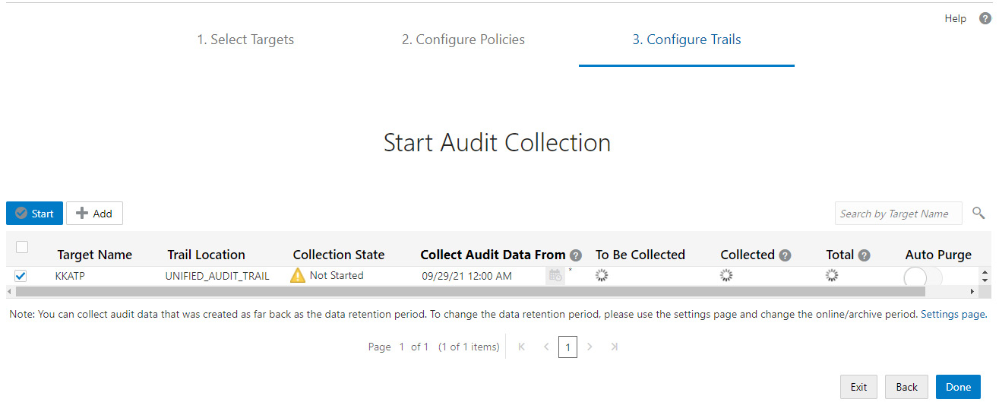 Help ?
1. Select Targets 2. Configure Policies 3. Configure Trails
Start Audit Collection
Start Add Search by Target Name
Target Name Trail Location Collection State Collect Audit Data From ? To Be Collected Collected ? Total ? Auto Purge
KKATP UNIFIED_AUDIT_TRAIL Not Started 09/29/21 12:00 AM *
Note: You can collect audit data that was created as far back as the data retention period. To change the data retention period, please use the settings page and change the online/archive period. Settings page.
Page 1 of 1 (1 of 1 items) 1
Exit Back Done